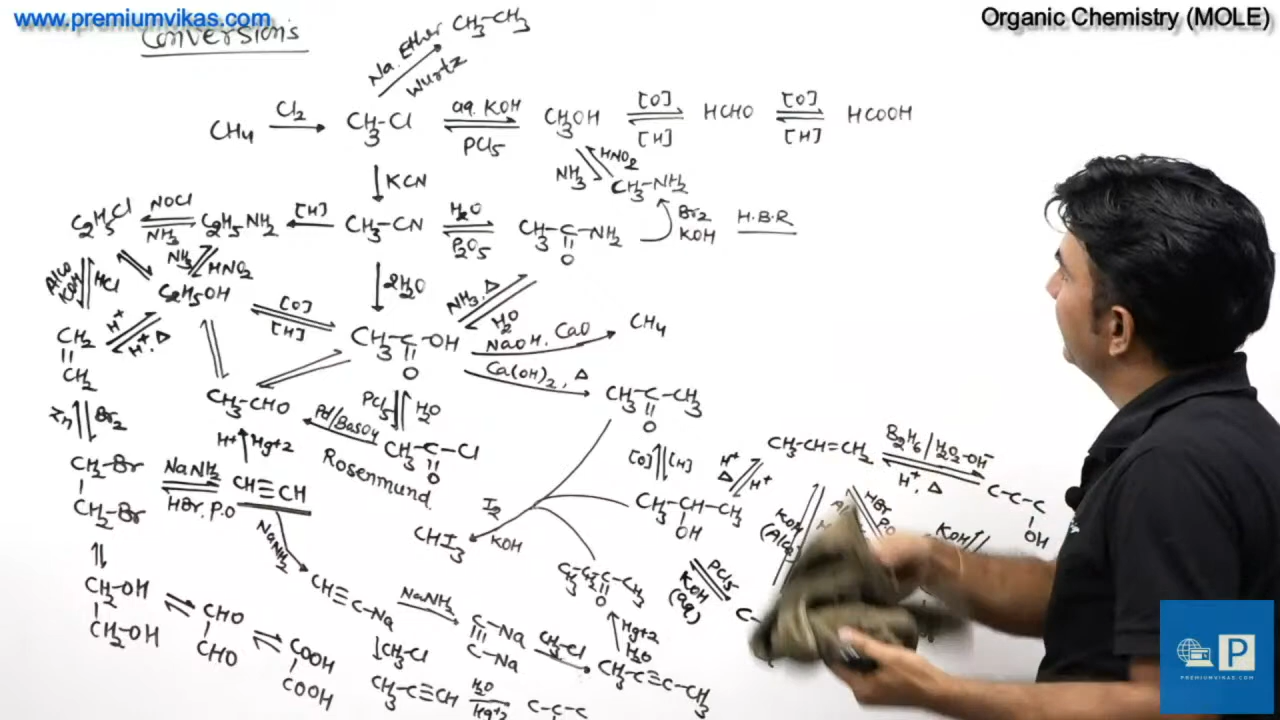 www.premiumvikas.com
Organic Chemistry (MOLE)
Conversions
Na. Ether CH3-CH3
Wurtz
CH4 Cl2 CH3-Cl aq. KOH CH3OH [O] HCHO [O] HCOOH
PCl5 [H] [H]
NH3 HNO2
KCN CH3-NH2
C2H5Cl NOCl C2H5NH2 [H] CH3-CN H2O CH3-C-NH2 Br2 H.B.R
NH3 P2O5 O KOH
NH3 HNO2
Alco KOH HCl C2H5OH 2H2O NH3, Δ
H+ [O] H2O
H+, Δ [H]
CH2 CH3-C-OH NaOH, CaO CH4
II O Ca(OH)2, Δ
CH2
CH3-CHO PCl5 H2O CH3-C-CH3
Zn Br2 Pd/BaSO4 O
H+ Hg+2 CH3-C-Cl
O
Rosenmund
CH3-CH=CH2 B2H6/H2O2-OH-
H+, Δ C-C-C
OH
[O] [H] H+ Δ H+
CH2-Br NaNH2 CH≡CH CH3-CH-CH3
CH2-Br HBr, P.O OH
I2
CHI3 KOH
KOH (Alco)
HBr P.O
KOH
NaNH2
PCl5
KOH (aq)
C-
CH2-OH CHO COOH
CH2-OH CHO COOH
CH≡C-Na NaNH2 C-Na CH3-Cl CH3-C≡C-CH3
C-Na
Hg+2
H2O
CH3Cl
CH3-C≡CH H2O C-C-C
Hg+2
P
PREMIUMVIKAS.COM